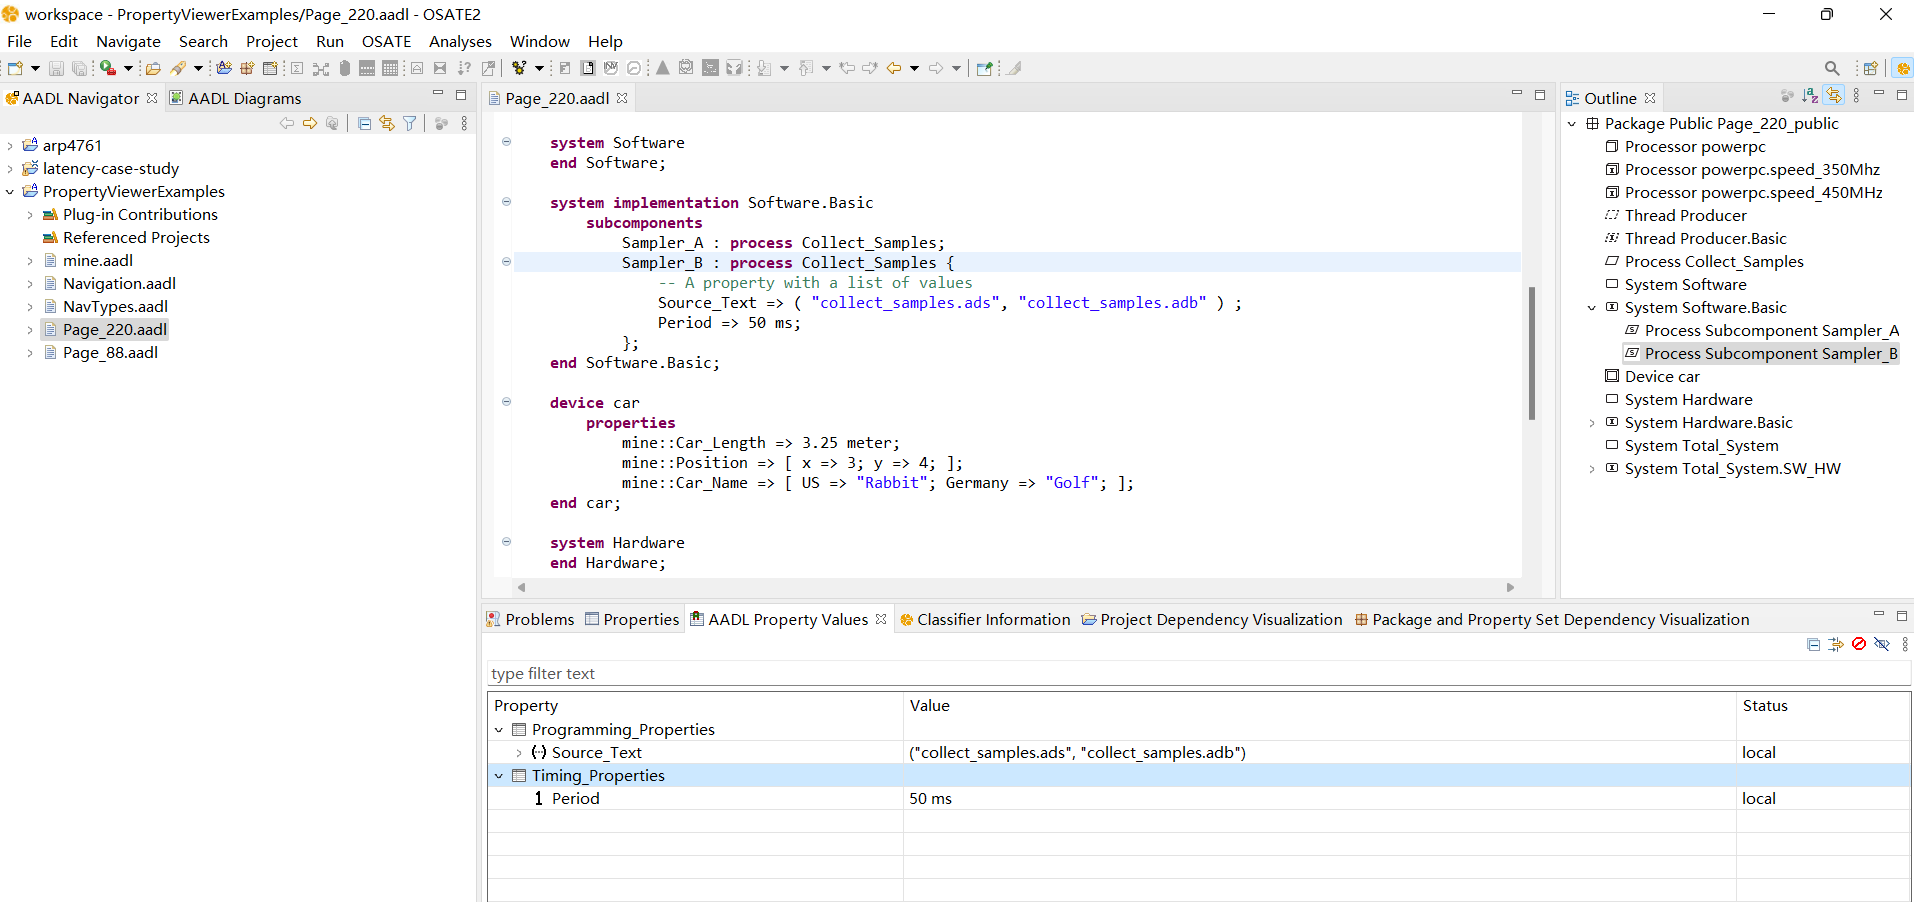 workspace - PropertyViewerExamples/Page_220.aadl - OSATE2
File Edit Navigate Search Project Run OSATE Analyses Window Help
AADL Navigator AADL Diagrams
arp4761
latency-case-study
PropertyViewerExamples
Plug-in Contributions
Referenced Projects
mine.aadl
Navigation.aadl
NavTypes.aadl
Page_220.aadl
Page_88.aadl
Page_220.aadl
system Software
end Software;
system implementation Software.Basic
subcomponents
Sampler_A : process Collect_Samples;
Sampler_B : process Collect_Samples {
-- A property with a list of values
Source_Text => ( "collect_samples.ads", "collect_samples.adb" ) ;
Period => 50 ms;
};
end Software.Basic;
device car
properties
mine::Car_Length => 3.25 meter;
mine::Position => [ x => 3; y => 4; ];
mine::Car_Name => [ US => "Rabbit"; Germany => "Golf"; ];
end car;
system Hardware
end Hardware;
Outline
Package Public Page_220_public
Processor powerpc
Processor powerpc.speed_350Mhz
Processor powerpc.speed_450MHz
Thread Producer
Thread Producer.Basic
Process Collect_Samples
System Software
System Software.Basic
Process Subcomponent Sampler_A
Process Subcomponent Sampler_B
Device car
System Hardware
System Hardware.Basic
System Total_System
System Total_System.SW_HW
Problems Properties AADL Property Values Classifier Information Project Dependency Visualization Package and Property Set Dependency Visualization
type filter text
Property Value Status
Programming_Properties
Source_Text ("collect_samples.ads", "collect_samples.adb") local
Timing_Properties
Period 50 ms local